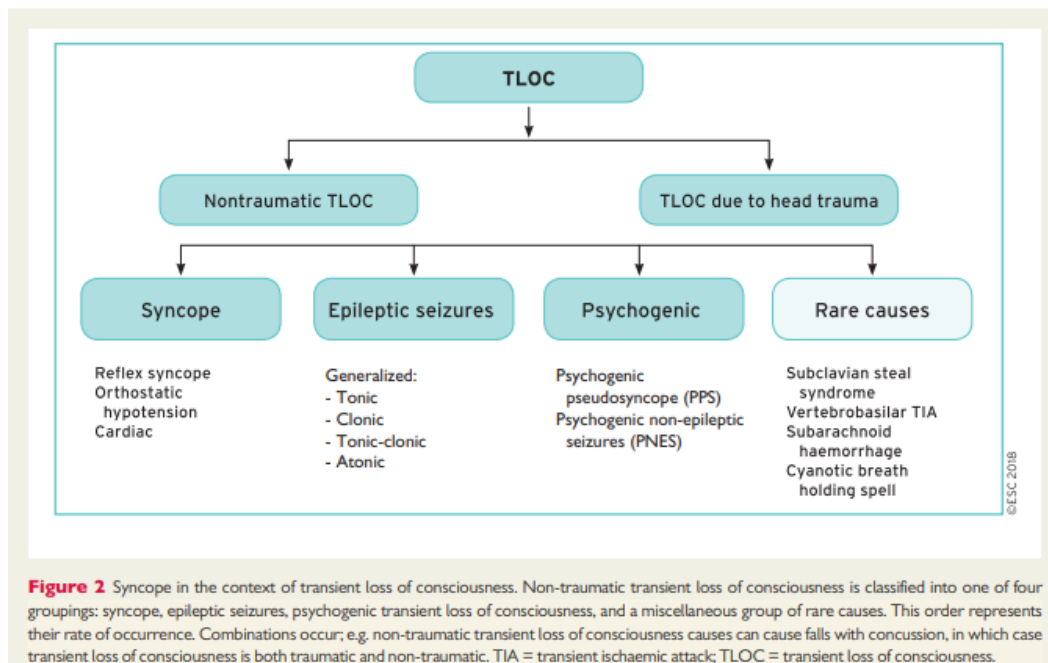 TLOC
Nontraumatic TLOC
TLOC due to head trauma
Syncope
Epileptic seizures
Psychogenic
Rare causes
Reflex syncope
Orthostatic
hypotension
Cardiac
Generalized:
- Tonic
- Clonic
- Tonic-clonic
- Atonic
Psychogenic
pseudosyncope (PPS)
Psychogenic non-epileptic
seizures (PNES)
Subclavian steal
syndrome
Vertebrobasilar TIA
Subarachnoid
haemorrhage
Cyanotic breath
holding spell
©ESC 2018
Figure 2 Syncope in the context of transient loss of consciousness. Non-traumatic transient loss of consciousness is classified into one of four
groupings: syncope, epileptic seizures, psychogenic transient loss of consciousness, and a miscellaneous group of rare causes. This order represents
their rate of occurrence. Combinations occur; e.g. non-traumatic transient loss of consciousness causes can cause falls with concussion, in which case
transient loss of consciousness is both traumatic and non-traumatic. TIA = transient ischaemic attack; TLOC = transient loss of consciousness.